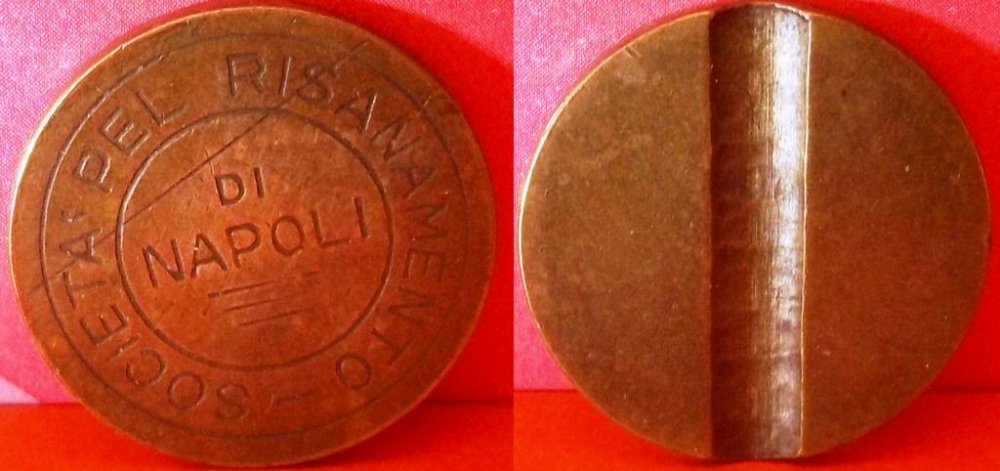 SOCIETA' PEL RISANAMENTO –
DI
NAPOLI